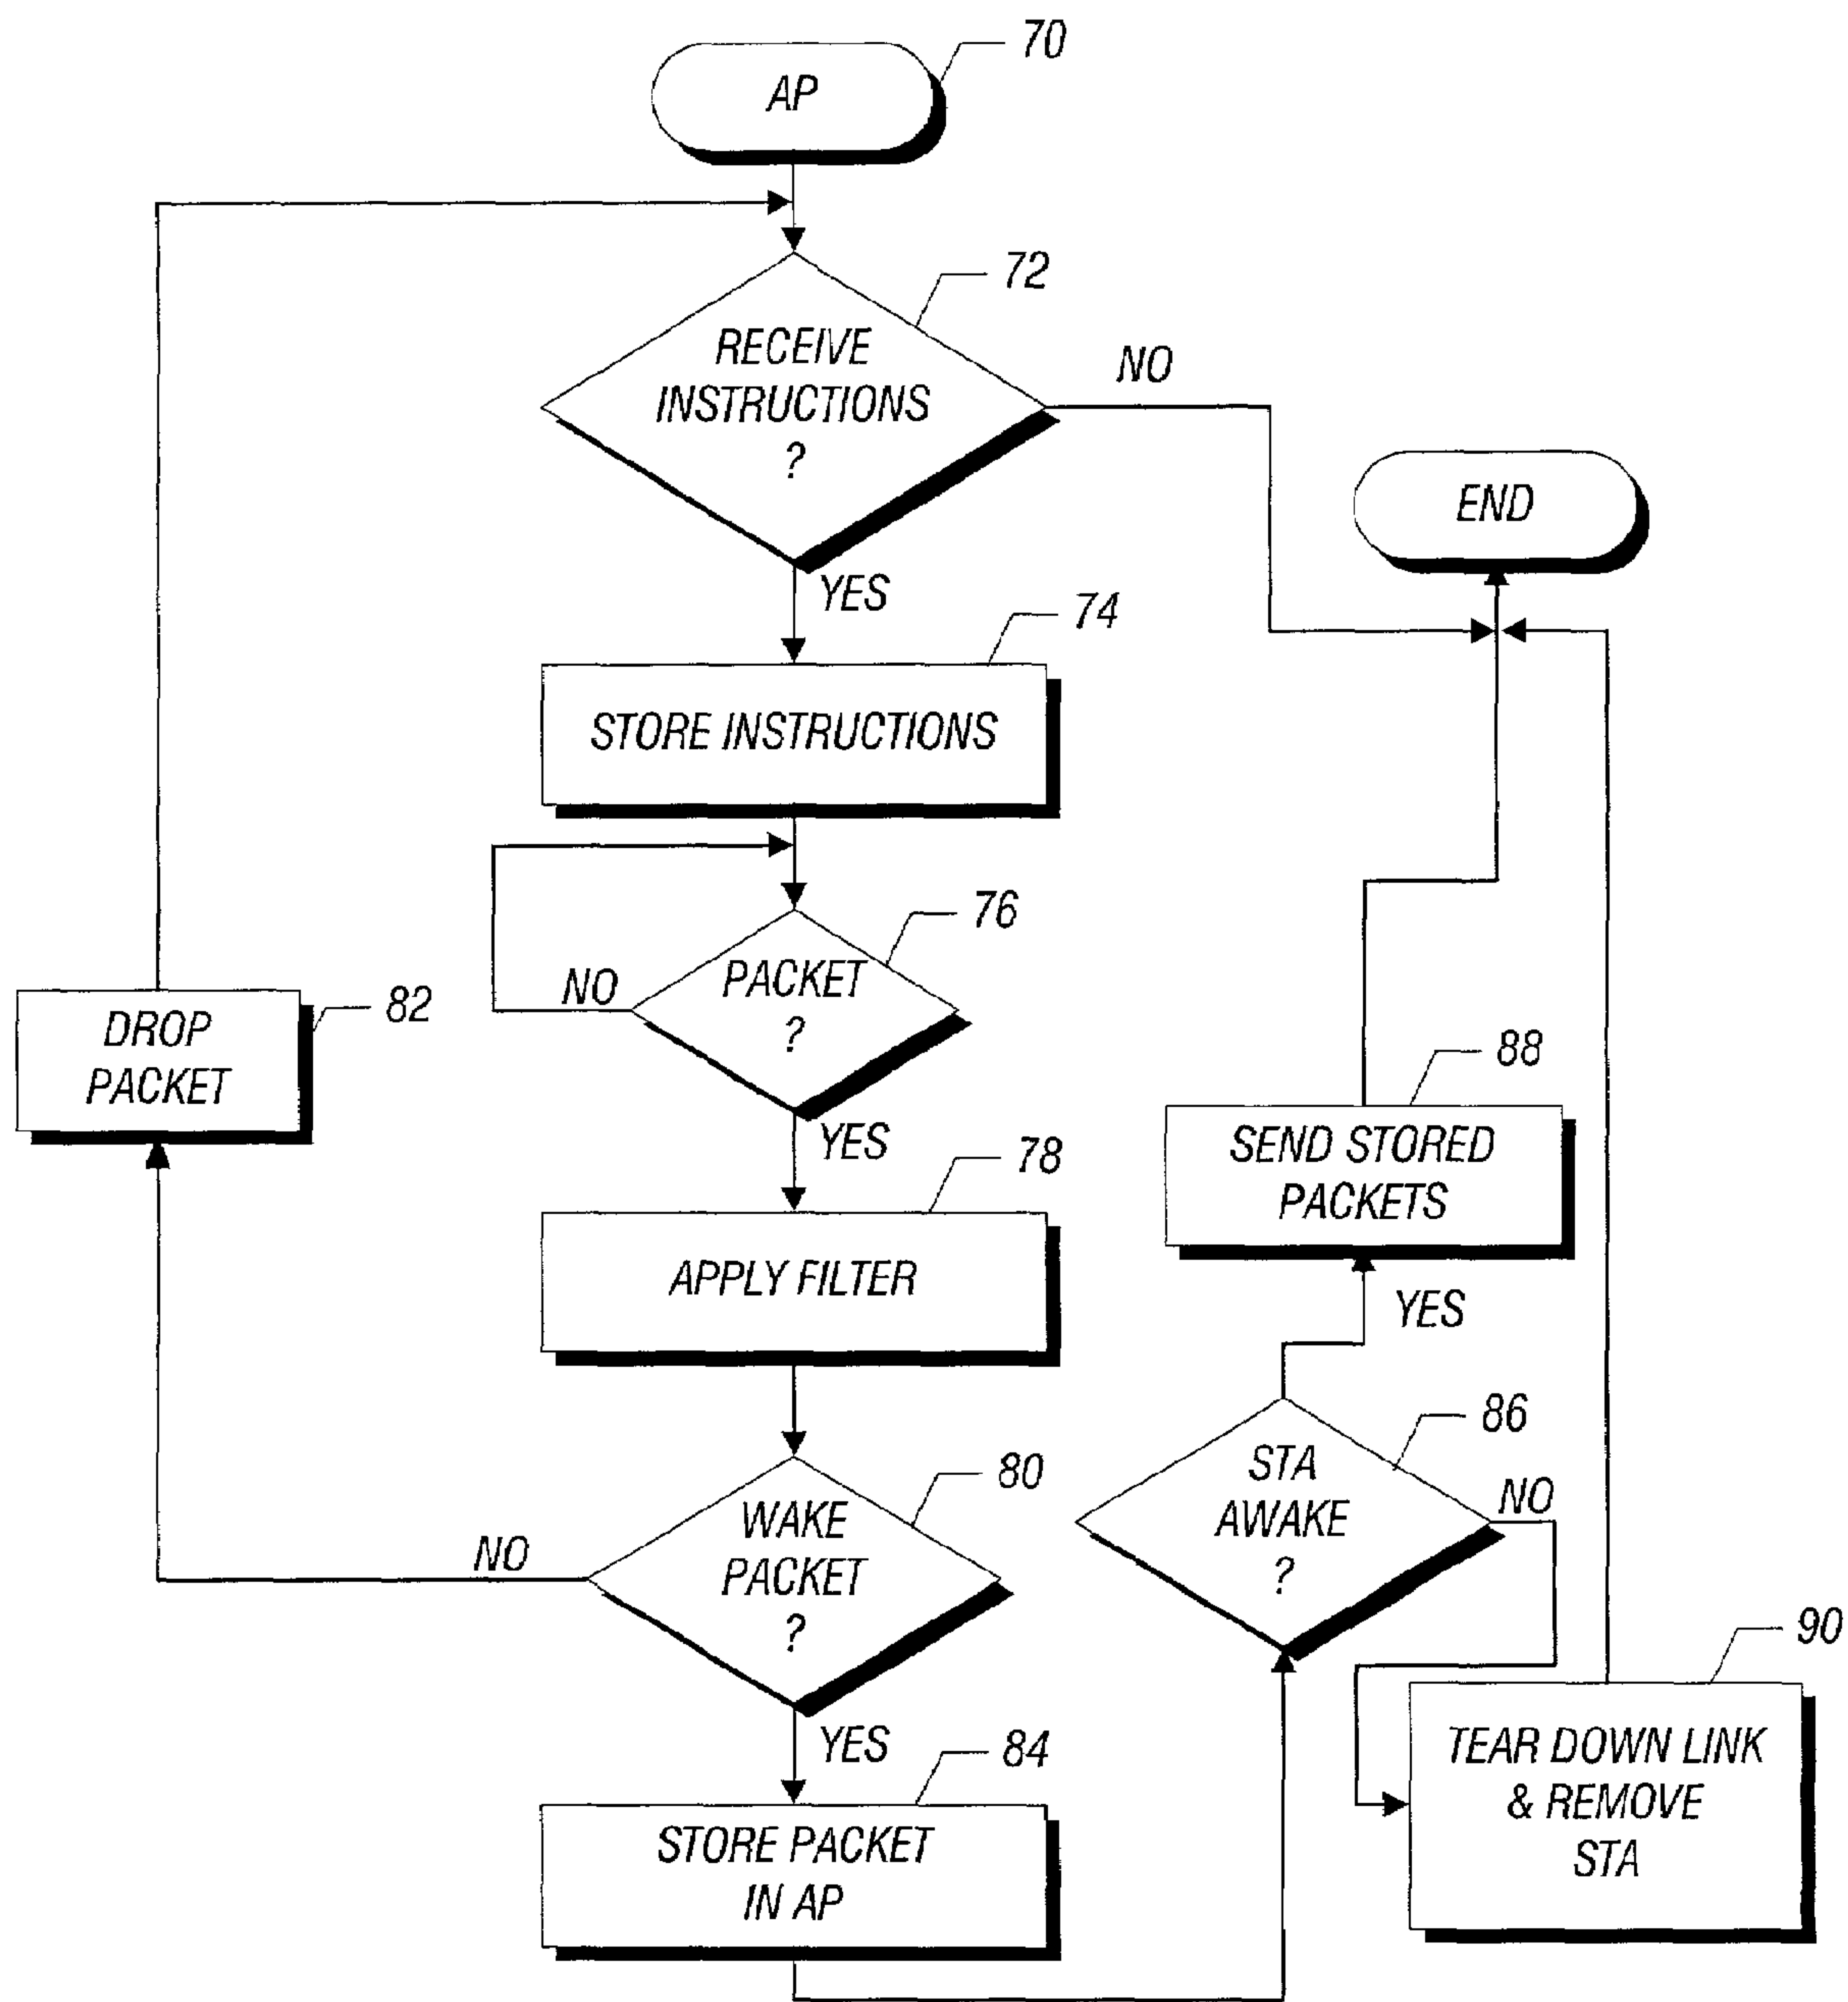 AP
70
RECEIVE
INSTRUCTIONS
?
72
NO
YES
END
STORE INSTRUCTIONS
74
PACKET
?
76
NO
YES
DROP
PACKET
82
APPLY FILTER
78
SEND STORED
PACKETS
88
YES
WAKE
PACKET
?
80
NO
YES
STA
AWAKE
?
86
NO
STORE PACKET
IN AP
84
TEAR DOWN LINK
& REMOVE
STA
90